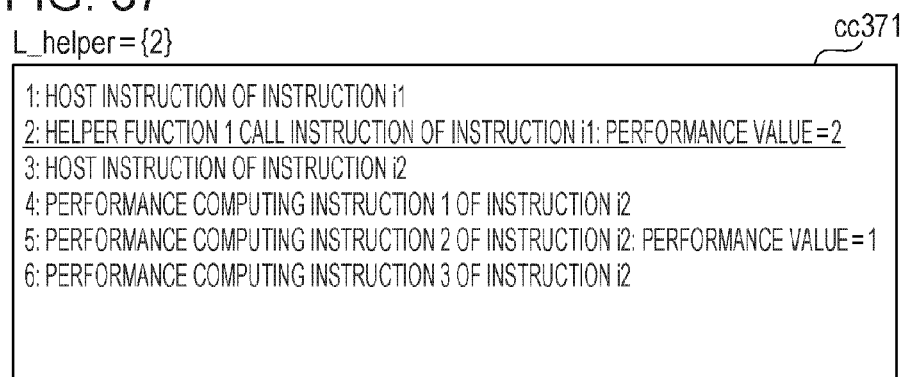 FIG. 37
L_helper={2}
cc371
1: HOST INSTRUCTION OF INSTRUCTION i1
2: HELPER FUNCTION 1 CALL INSTRUCTION OF INSTRUCTION i1: PERFORMANCE VALUE=2
3: HOST INSTRUCTION OF INSTRUCTION i2
4: PERFORMANCE COMPUTING INSTRUCTION 1 OF INSTRUCTION i2
5: PERFORMANCE COMPUTING INSTRUCTION 2 OF INSTRUCTION i2: PERFORMANCE VALUE=1
6: PERFORMANCE COMPUTING INSTRUCTION 3 OF INSTRUCTION i2